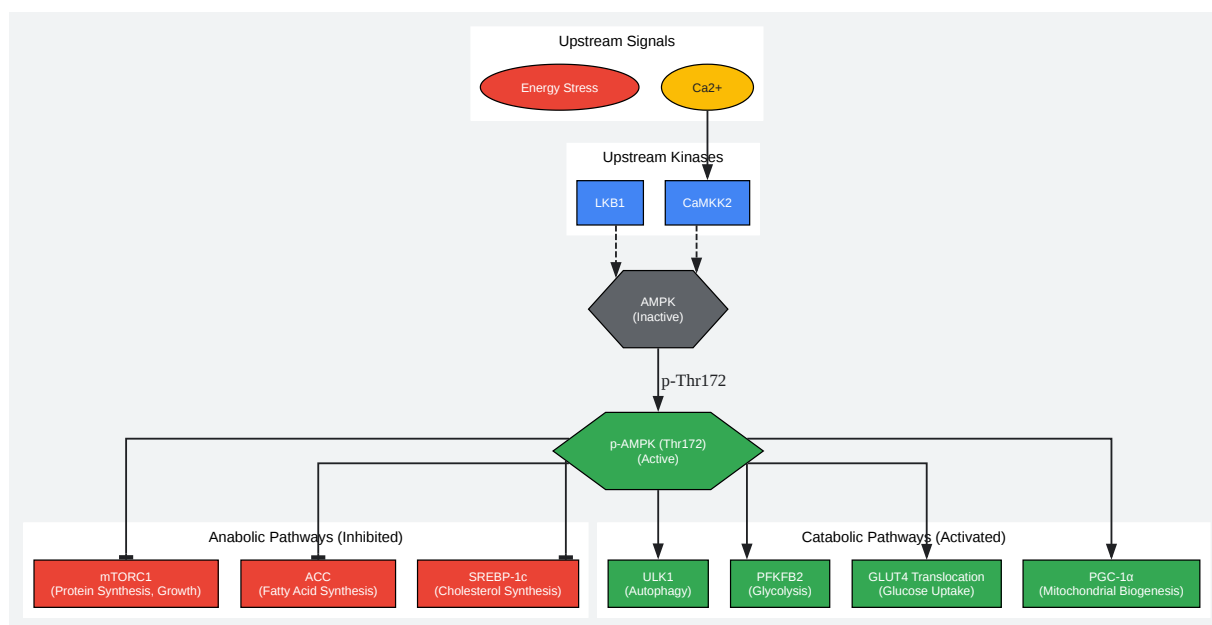 Upstream Signals
Energy Stress
Ca2+
Upstream Kinases
LKB1
CaMKK2
AMPK
(Inactive)
p-Thr172
p-AMPK (Thr172)
(Active)
Anabolic Pathways (Inhibited)
mTORC1
(Protein Synthesis, Growth)
ACC
(Fatty Acid Synthesis)
SREBP-1c
(Cholesterol Synthesis)
Catabolic Pathways (Activated)
ULK1
(Autophagy)
PFKFB2
(Glycolysis)
GLUT4 Translocation
(Glucose Uptake)
PGC-1α
(Mitochondrial Biogenesis)